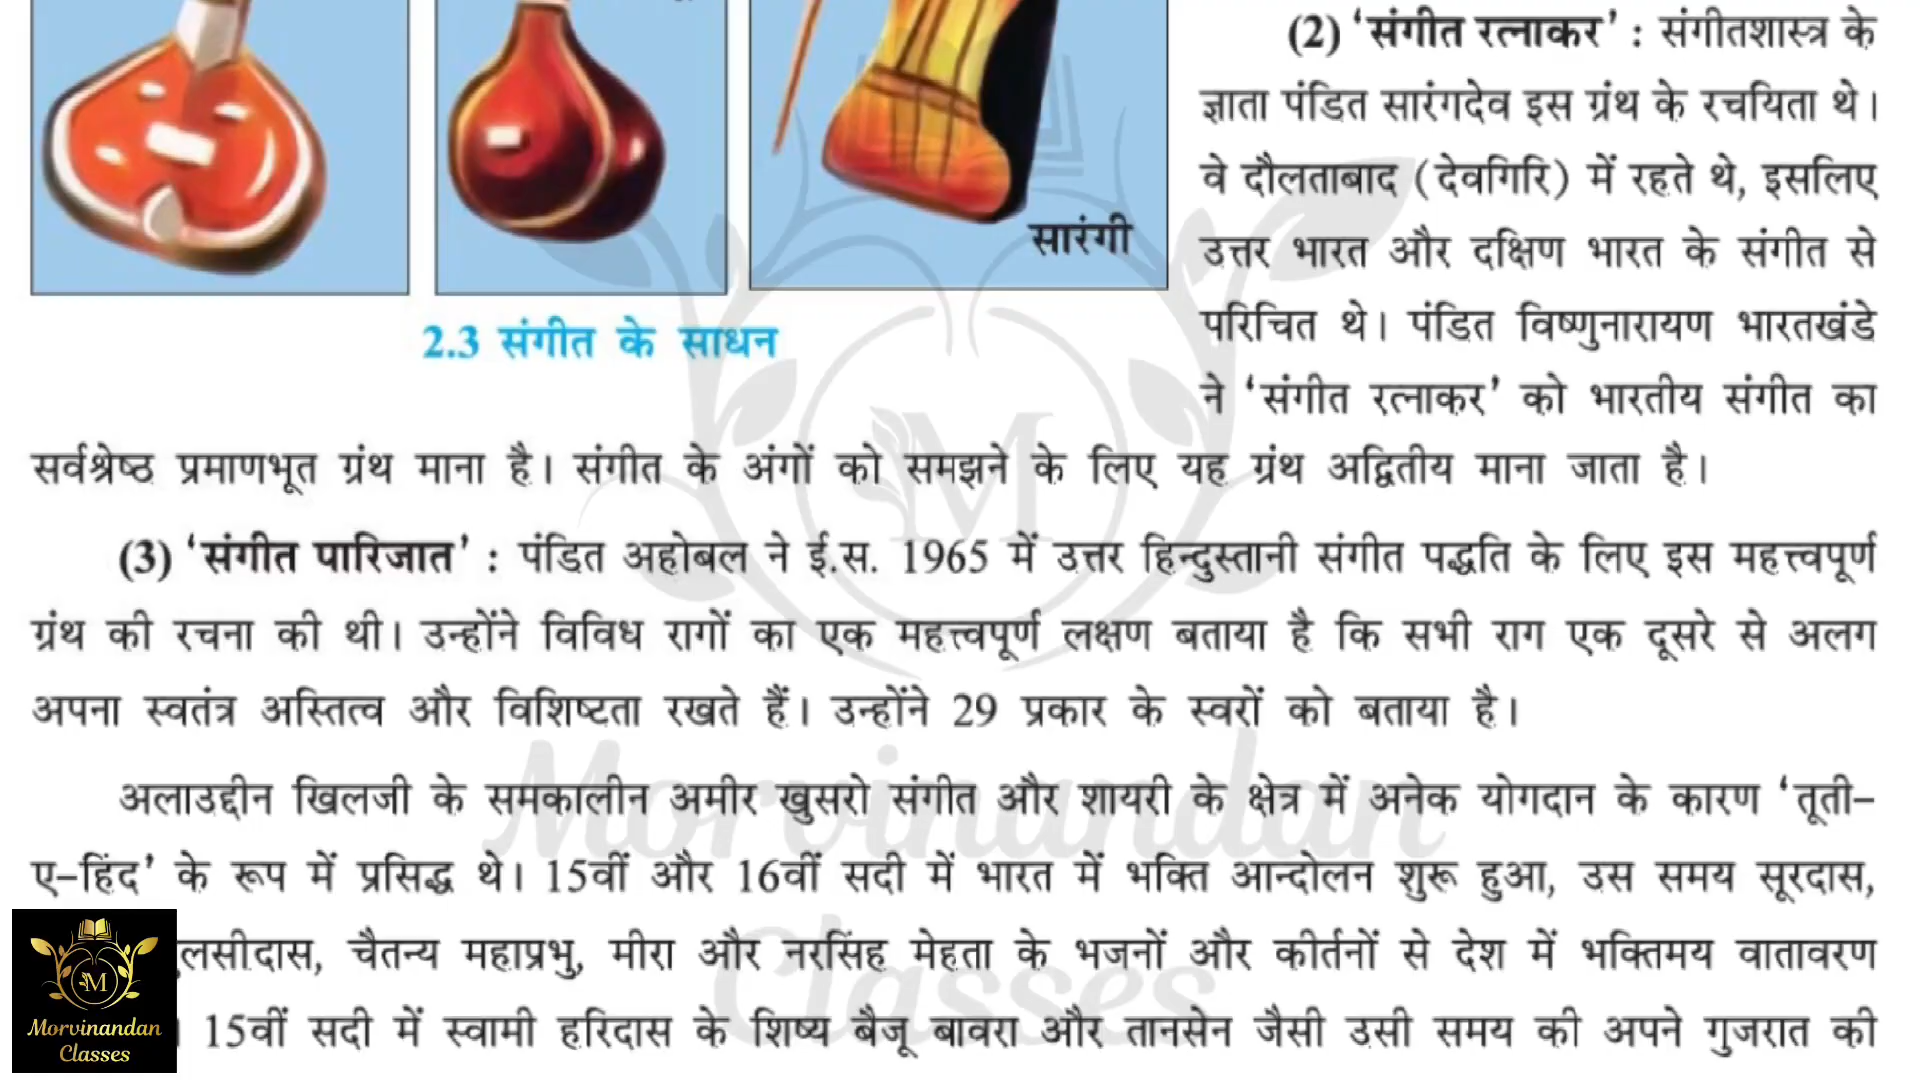 (2) ‘संगीत रत्नाकर’ : संगीतशास्त्र के
ज्ञाता पंडित सारंगदेव इस ग्रंथ के रचयिता थे।
वे दौलताबाद (देवगिरि) में रहते थे, इसलिए
उत्तर भारत और दक्षिण भारत के संगीत से
परिचित थे। पंडित विष्णुनारायण भारतखंडे
ने ‘संगीत रत्नाकर’ को भारतीय संगीत का
सारंगी
2.3 संगीत के साधन
सर्वश्रेष्ठ प्रमाणभूत ग्रंथ माना है। संगीत के अंगों को समझने के लिए यह ग्रंथ अद्वितीय माना जाता है।
(3) ‘संगीत पारिजात’ : पंडित अहोबल ने ई.स. 1965 में उत्तर हिन्दुस्तानी संगीत पद्धति के लिए इस महत्त्वपूर्ण
ग्रंथ की रचना की थी। उन्होंने विविध रागों का एक महत्त्वपूर्ण लक्षण बताया है कि सभी राग एक दूसरे से अलग
अपना स्वतंत्र अस्तित्व और विशिष्टता रखते हैं। उन्होंने 29 प्रकार के स्वरों को बताया है।
अलाउद्दीन खिलजी के समकालीन अमीर खुसरो संगीत और शायरी के क्षेत्र में अनेक योगदान के कारण ‘तूती–
ए–हिंद’ के रूप में प्रसिद्ध थे। 15वीं और 16वीं सदी में भारत में भक्ति आन्दोलन शुरू हुआ, उस समय सूरदास,
लसीदास, चैतन्य महाप्रभु, मीरा और नरसिंह मेहता के भजनों और कीर्तनों से देश में भक्तिमय वातावरण
। 15वीं सदी में स्वामी हरिदास के शिष्य बैजू बावरा और तानसेन जैसी उसी समय की अपने गुजरात की
M
Morvinandan
Classes
M
Morvinandan
Classes